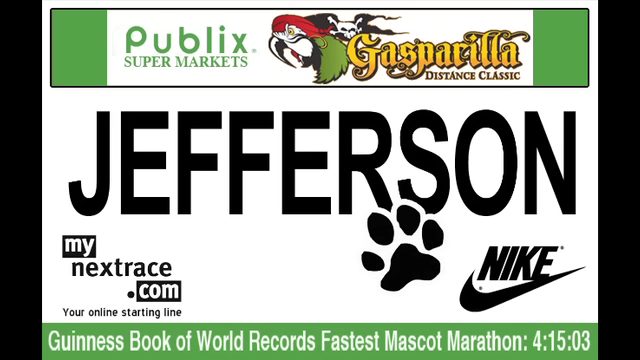 Publix
SUPER MARKETS
Gasparilla
DISTANCE CLASSIC
JEFFERSON
my
nextrace
.com
Your online starting line
NIKE
Guinness Book of World Records Fastest Mascot Marathon: 4:15:03